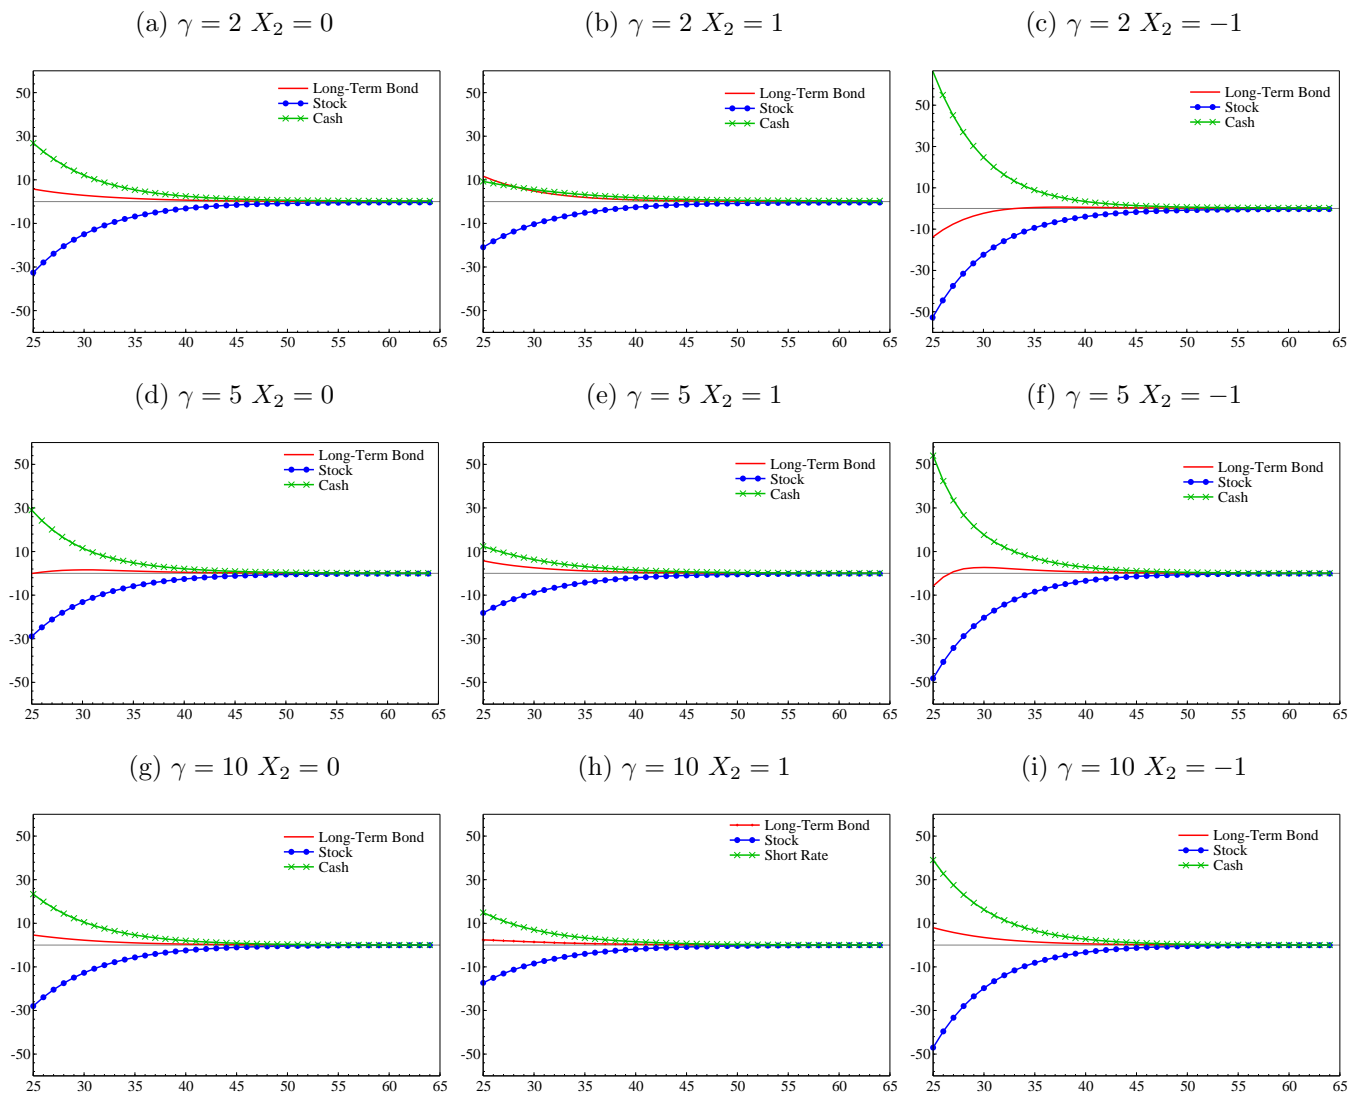 (a) γ = 2 X₂ = 0
(b) γ = 2 X₂ = 1
(c) γ = 2 X₂ = −1
50
30
10
-10
-30
-50
25 30 35 40 45 50 55 60 65
Long-Term Bond
Stock
Cash
50
30
10
-10
-30
-50
25 30 35 40 45 50 55 60 65
Long-Term Bond
Stock
Cash
50
30
10
-10
-30
-50
25 30 35 40 45 50 55 60 65
Long-Term Bond
Stock
Cash
(d) γ = 5 X₂ = 0
(e) γ = 5 X₂ = 1
(f) γ = 5 X₂ = −1
50
30
10
-10
-30
-50
25 30 35 40 45 50 55 60 65
Long-Term Bond
Stock
Cash
50
30
10
-10
-30
-50
25 30 35 40 45 50 55 60 65
Long-Term Bond
Stock
Cash
50
30
10
-10
-30
-50
25 30 35 40 45 50 55 60 65
Long-Term Bond
Stock
Cash
(g) γ = 10 X₂ = 0
(h) γ = 10 X₂ = 1
(i) γ = 10 X₂ = −1
50
30
10
-10
-30
-50
25 30 35 40 45 50 55 60 65
Long-Term Bond
Stock
Cash
50
30
10
-10
-30
-50
25 30 35 40 45 50 55 60 65
Long-Term Bond
Stock
Short Rate
50
30
10
-10
-30
-50
25 30 35 40 45 50 55 60 65
Long-Term Bond
Stock
Cash